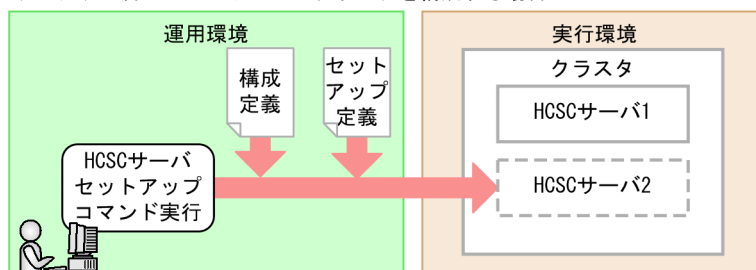 運用環境
実行環境
構成
定義
セット
アップ
定義
クラスタ
HCSCサーバ1
HCSCサーバ2
HCSCサーバ
セットアップ
コマンド実行